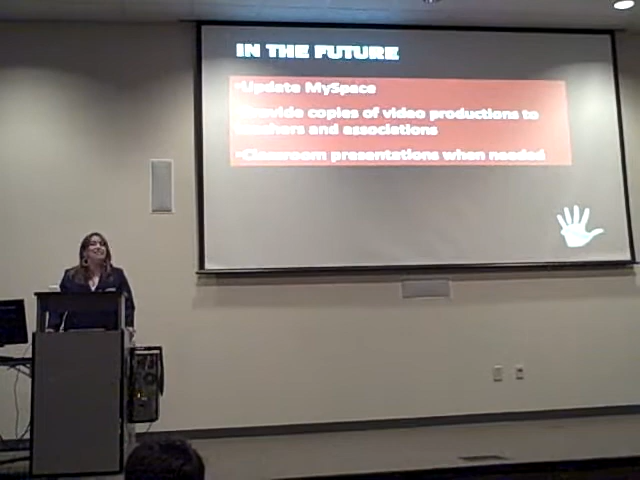 IN THE FUTURE
•Update MySpace
•Provide copies of video productions to
teachers and associations
•Classroom presentations when needed